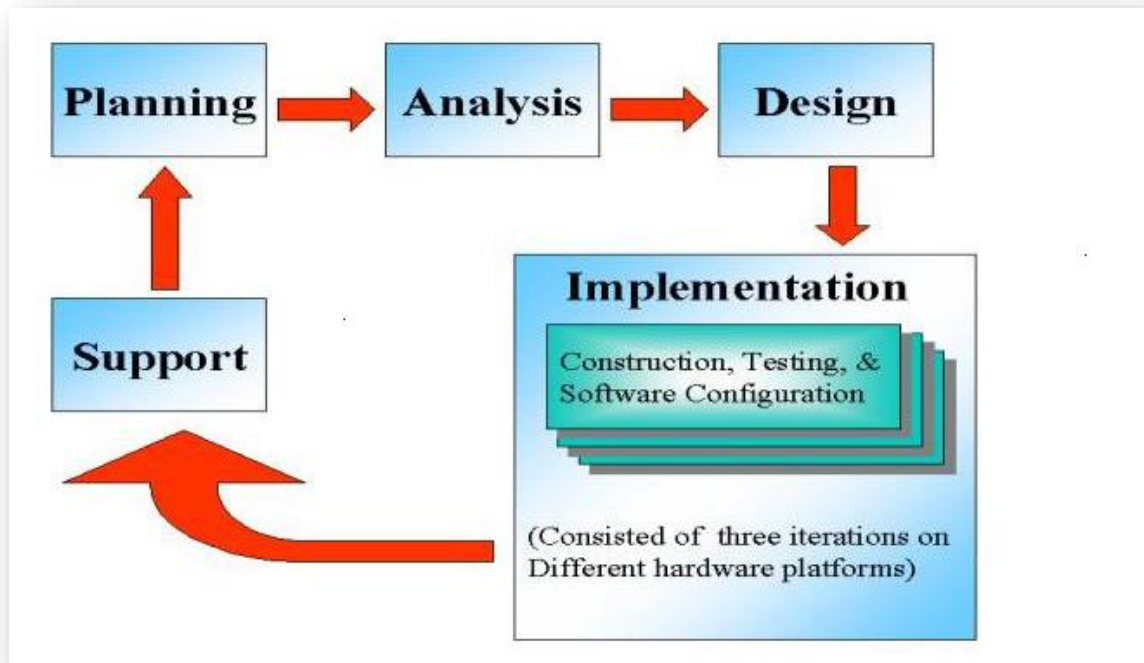 Planning
Analysis
Design
Implementation
Construction, Testing, &
Software Configuration
(Consisted of three iterations on
Different hardware platforms)
Support